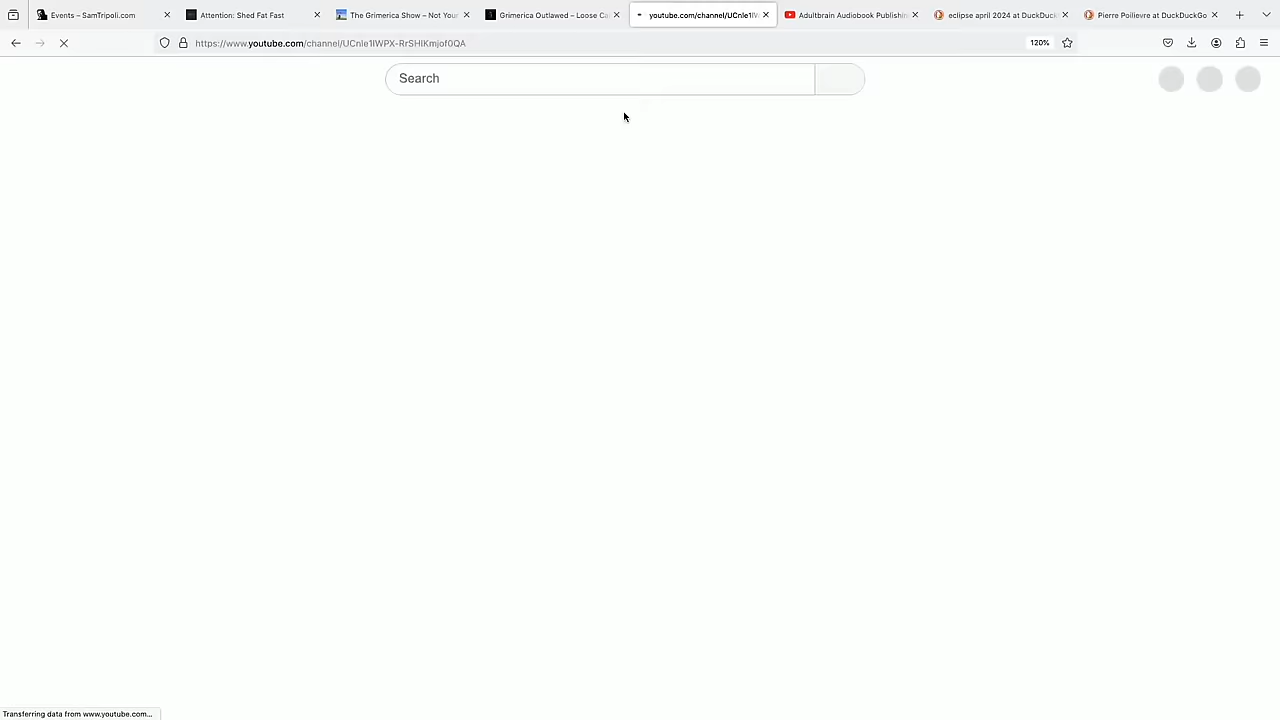 Events – SamTripoli.com
Attention: Shed Fat Fast
The Grimerica Show – Not Your
Grimerica Outlawed – Loose Ca
youtube.com/channel/UCnle1lW
Adultbrain Audiobook Publishin
eclipse april 2024 at DuckDuck
Pierre Poilievre at DuckDuckGo
https://www.youtube.com/channel/UCnle1lWPX-RrSHlKmjof0QA
120%
Search
Transferring data from www.youtube.com...